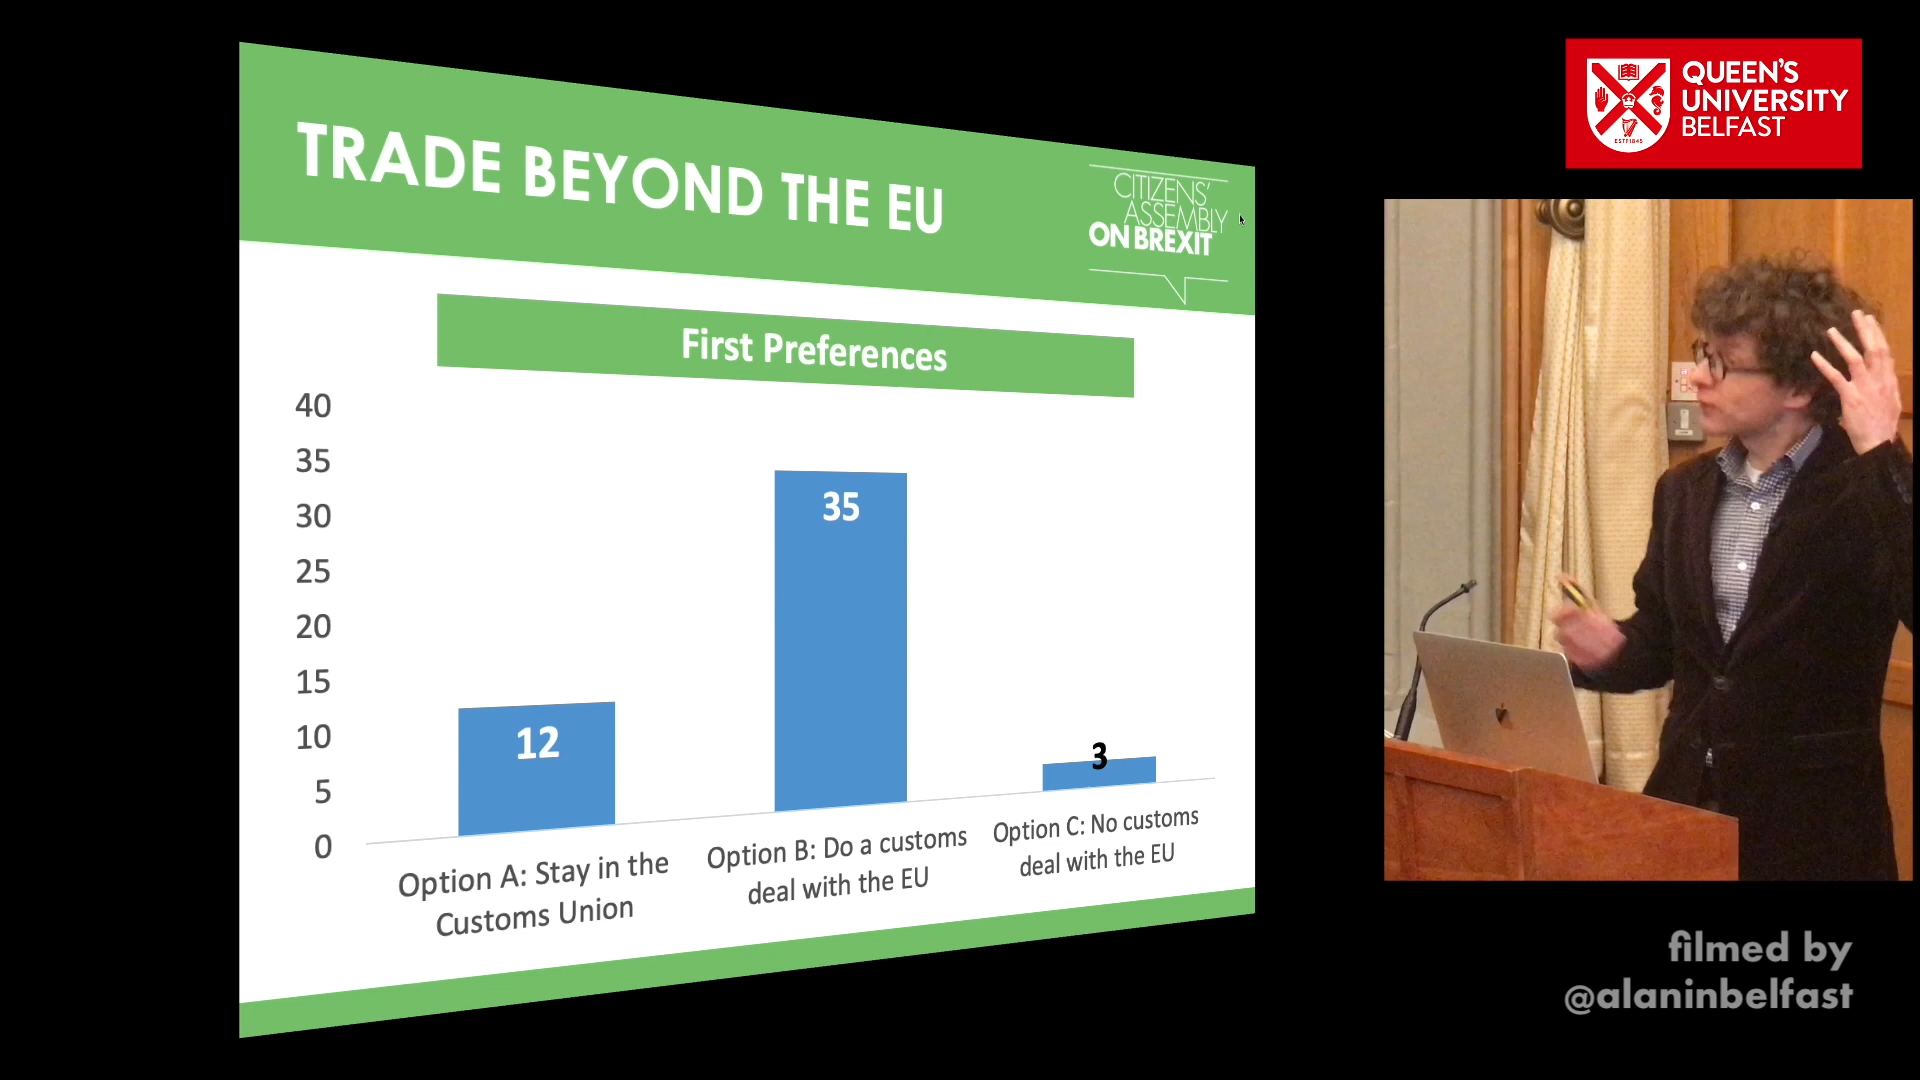 TRADE BEYOND THE EU
CITIZENS'
ASSEMBLY
ON BREXIT
First Preferences
40
35
30
25
20
15
10
5
0
12
35
3
Option A: Stay in the
Customs Union
Option B: Do a customs
deal with the EU
Option C: No customs
deal with the EU
QUEEN'S
UNIVERSITY
BELFAST
ESTD1845
filmed by
@alaninbelfast